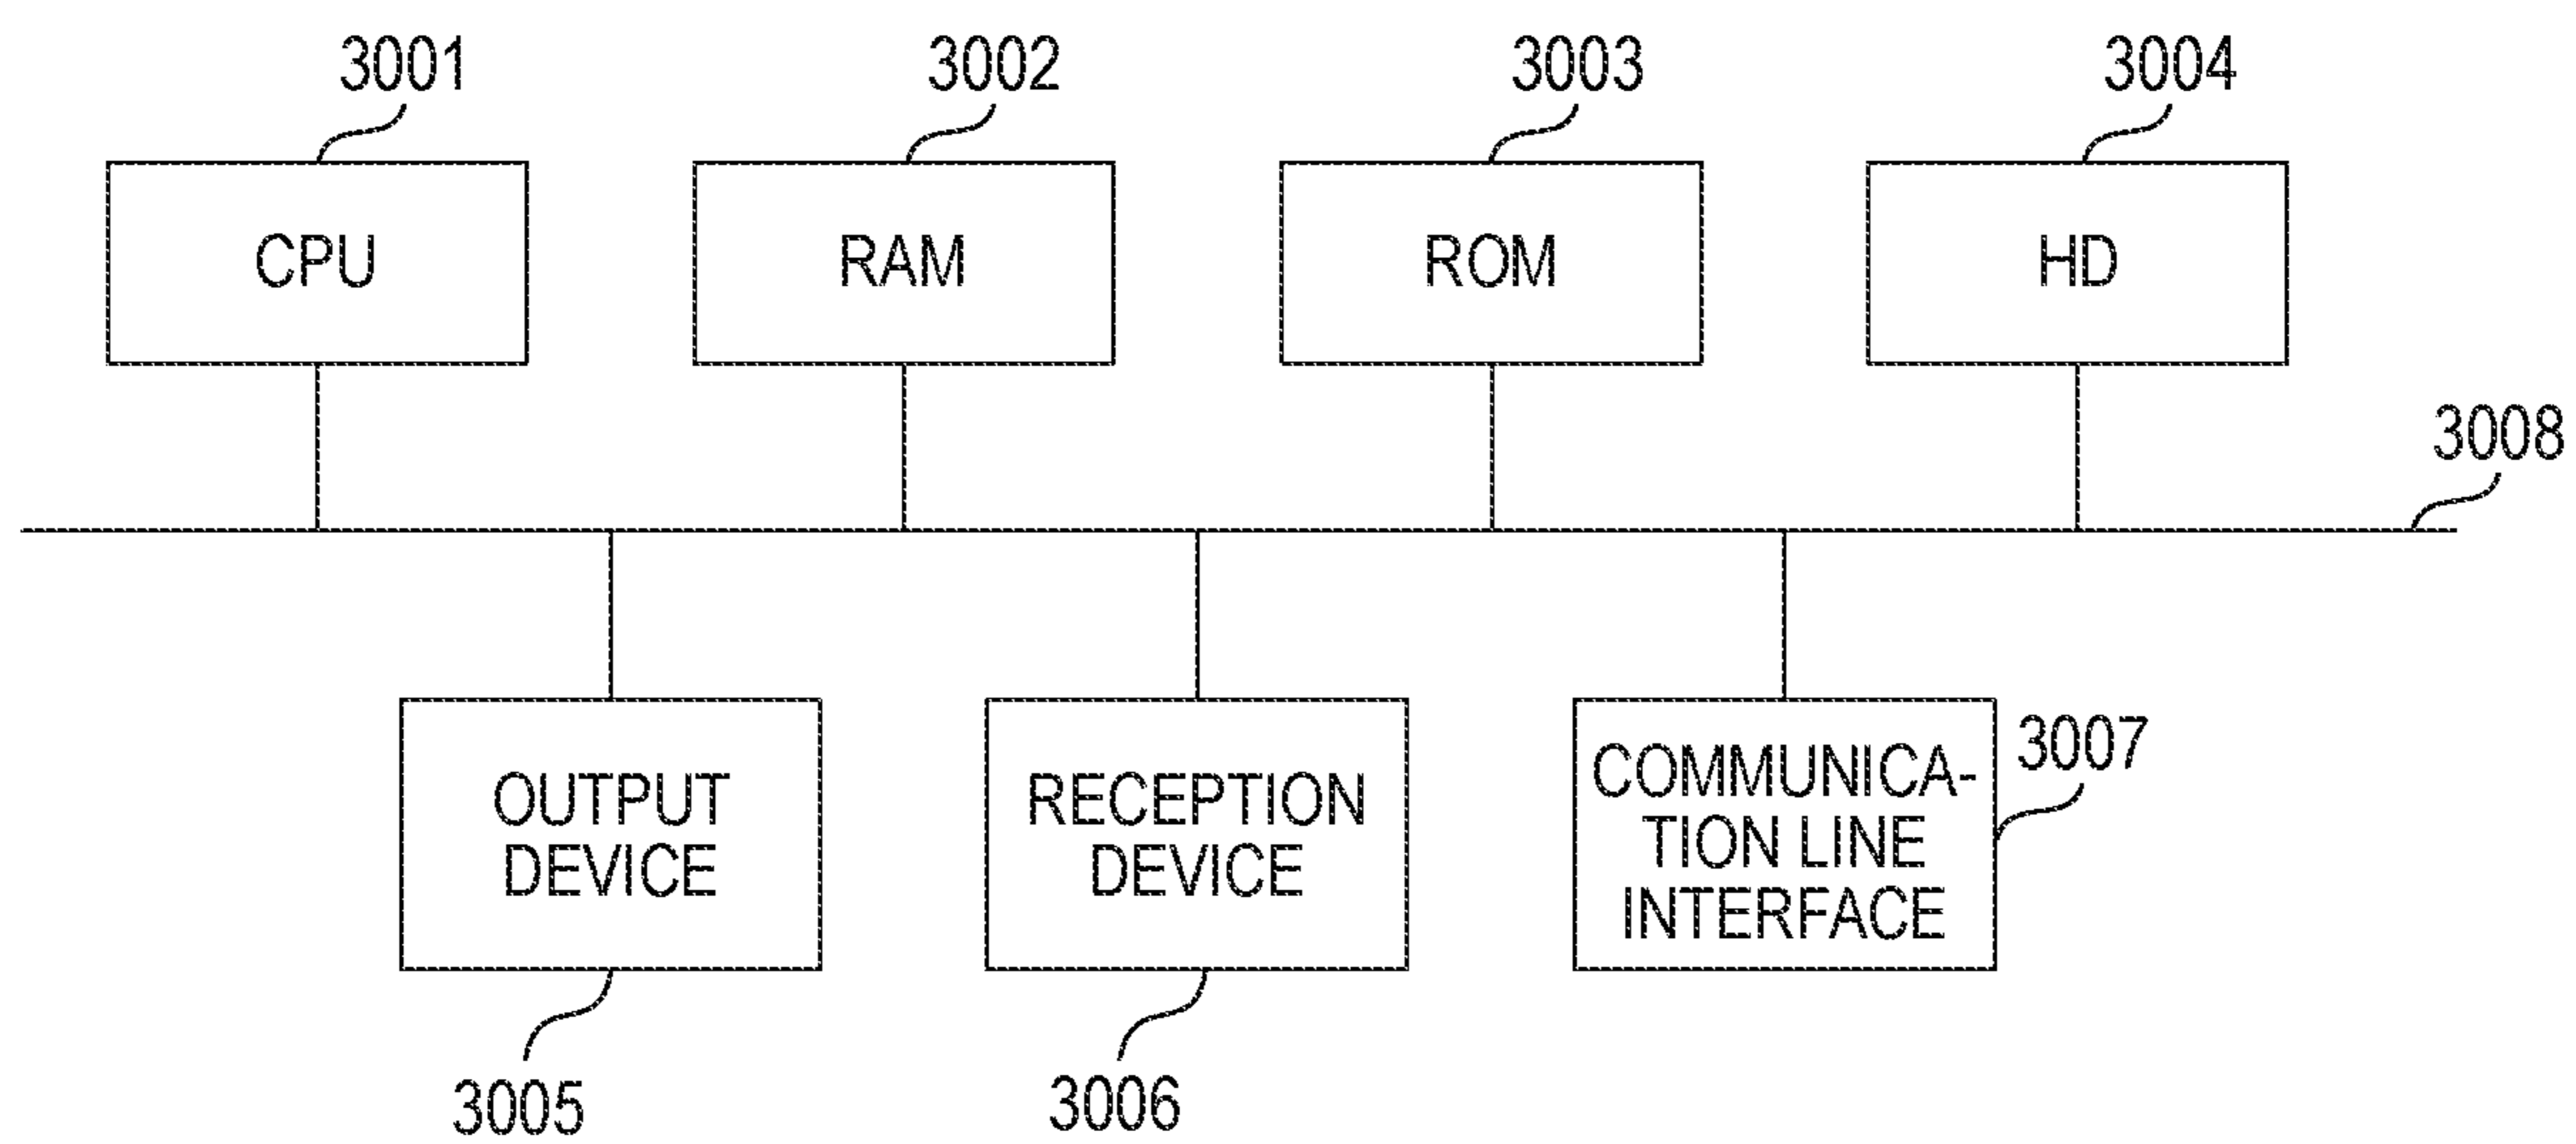 3001
3002
3003
3004
CPU
RAM
ROM
HD
3008
OUTPUT
DEVICE
RECEPTION
DEVICE
COMMUNICA-
TION LINE
INTERFACE
3007
3005
3006